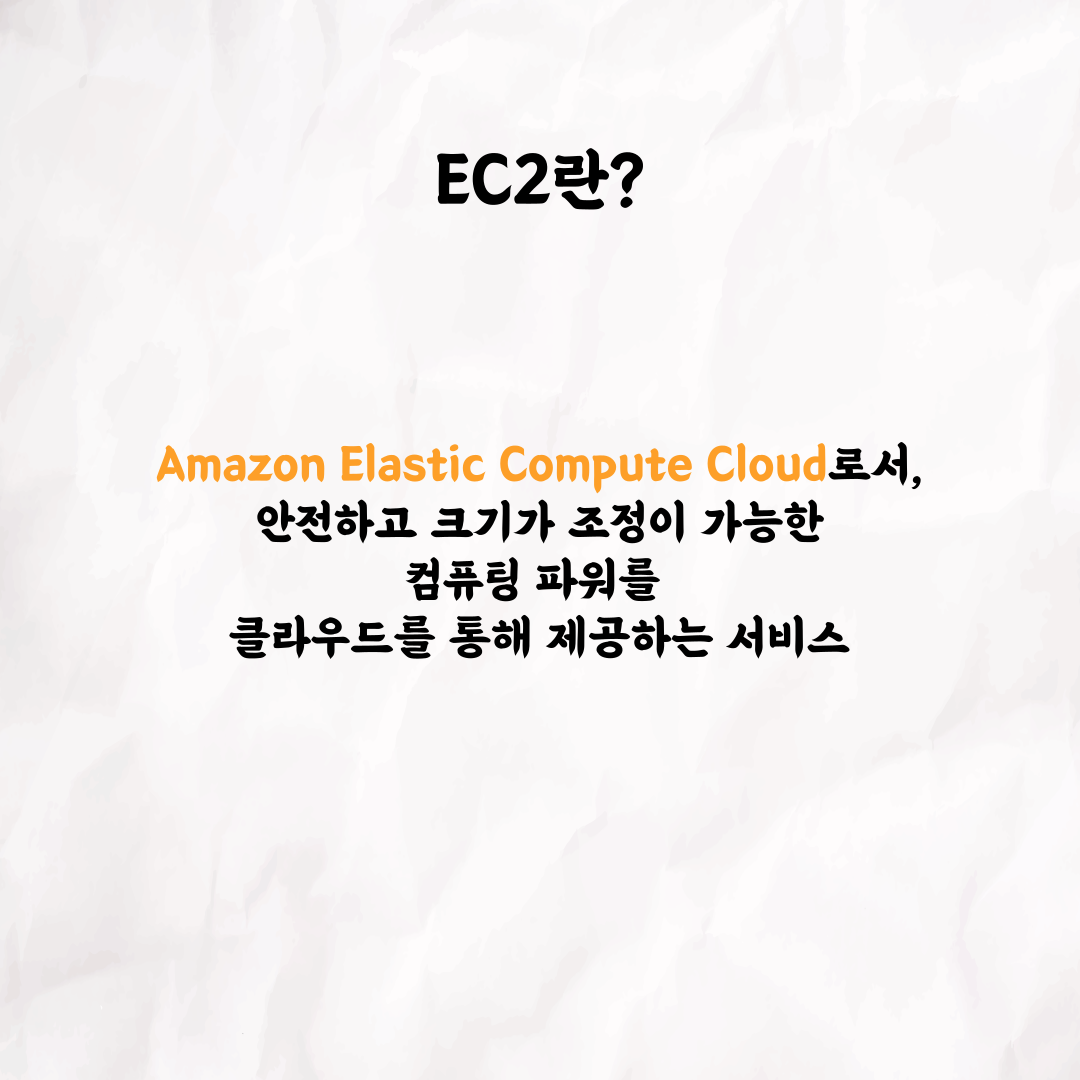 EC2란?
Amazon Elastic Compute Cloud로서,
안전하고 크기가 조정이 가능한
컴퓨팅 파워를
클라우드를 통해 제공하는 서비스